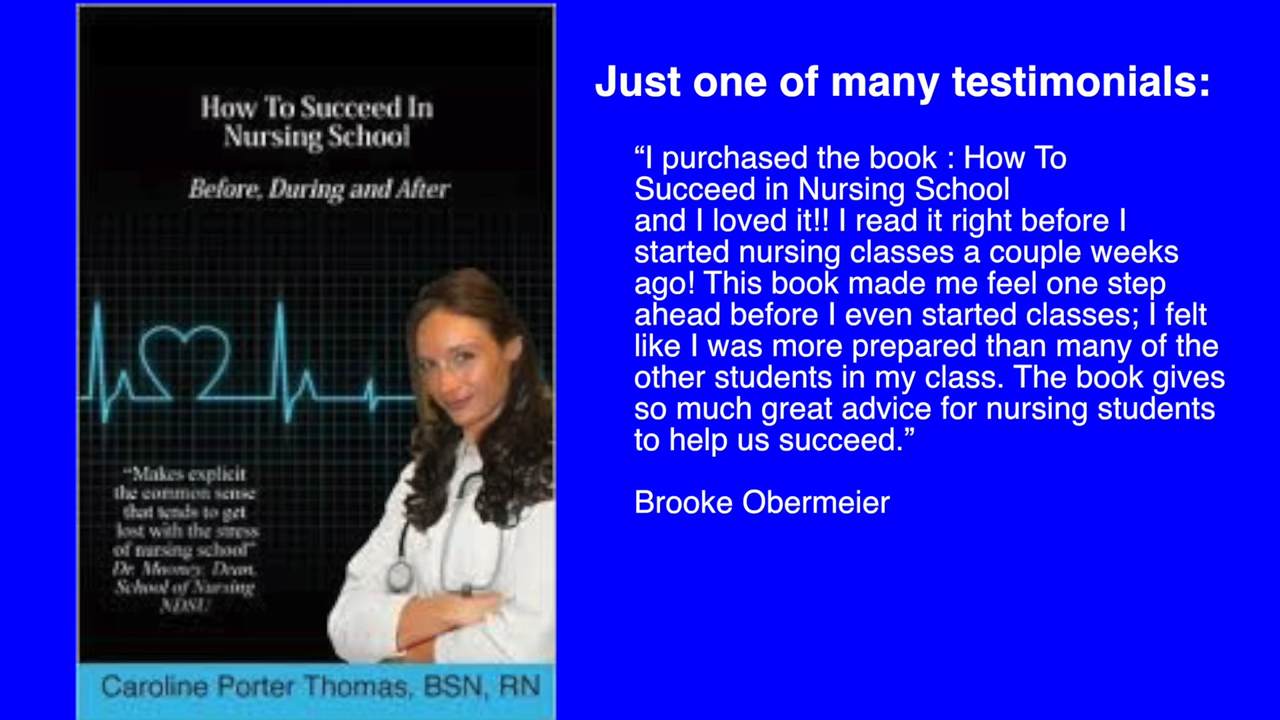 How To Succeed In
Nursing School
Before, During and After
"Makes explicit
the common sense
that tends to get
lost with the stress
of nursing school"
Dr. Mooney, Dean,
School of Nursing
NDSU
Caroline Porter Thomas, BSN, RN
Just one of many testimonials:
“I purchased the book : How To
Succeed in Nursing School
and I loved it!! I read it right before I
started nursing classes a couple weeks
ago! This book made me feel one step
ahead before I even started classes; I felt
like I was more prepared than many of the
other students in my class. The book gives
so much great advice for nursing students
to help us succeed.”
Brooke Obermeier